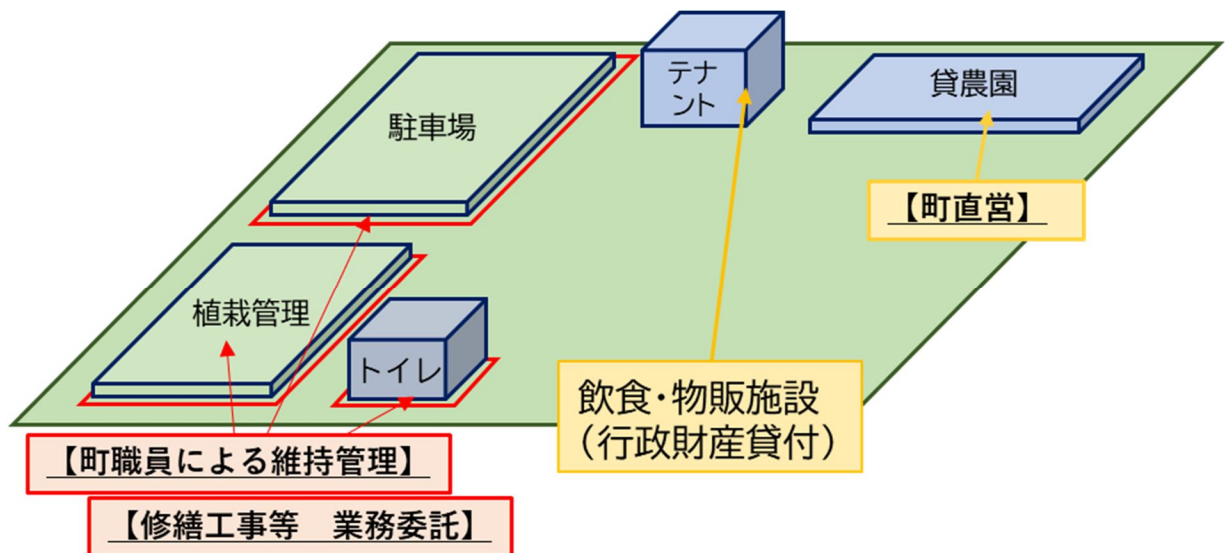 テナ
ント
貸農園
駐車場
【町直営】
植栽管理
トイレ
飲食・物販施設
（行政財産貸付）
【町職員による維持管理】
【修繕工事等　業務委託】